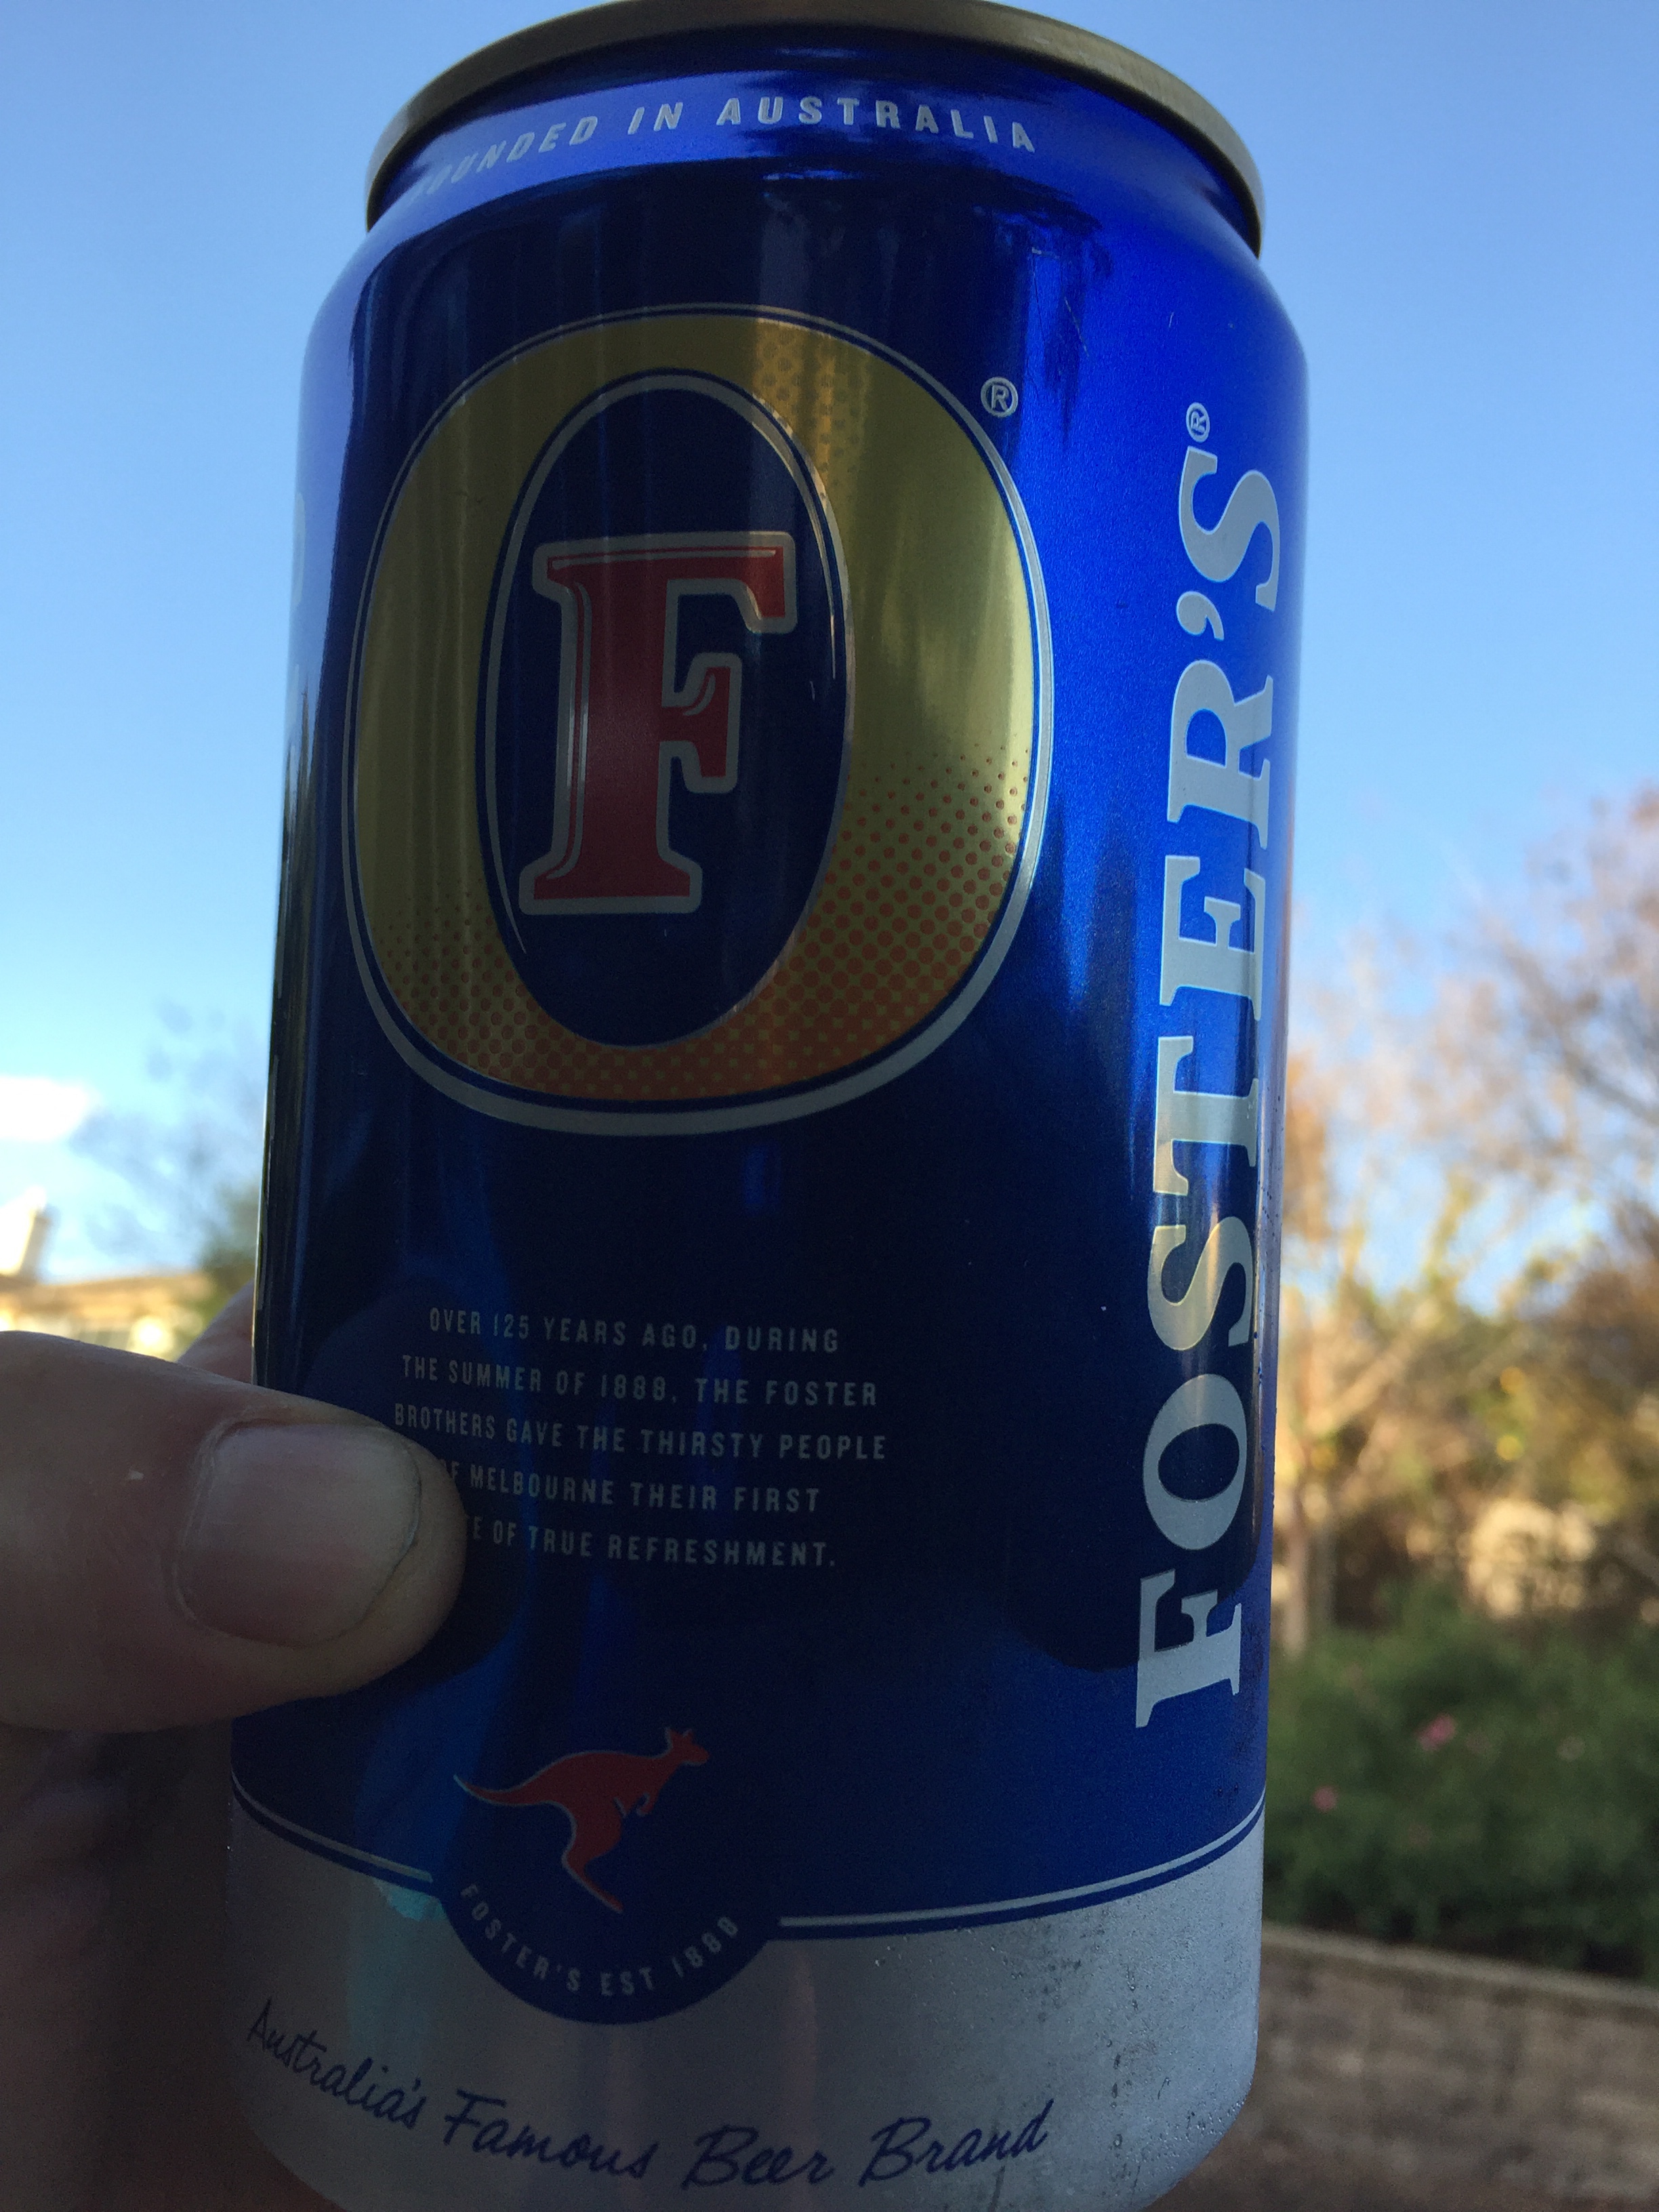 IN AUSTRALIA
F
®
FOSTER'S®
OVER 125 YEARS AGO, DURING
THE SUMMER OF 1888, THE FOSTER
BROTHERS GAVE THE THIRSTY PEOPLE
MELBOURNE THEIR FIRST
OF TRUE REFRESHMENT.
FOSTER'S EST 1888
Australia's Famous Beer Brand